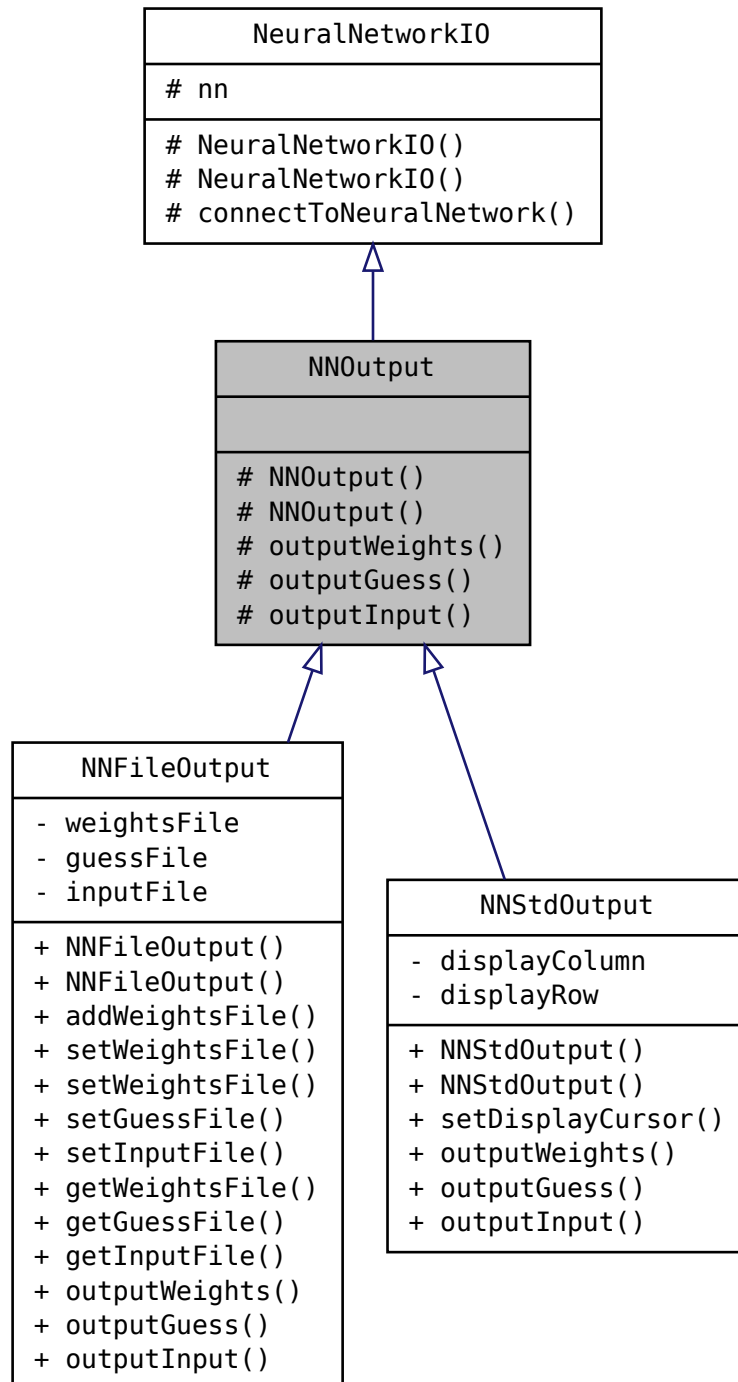 NeuralNetworkIO
# nn
# NeuralNetworkIO()
# NeuralNetworkIO()
# connectToNeuralNetwork()
NNOutput
# NNOutput()
# NNOutput()
# outputWeights()
# outputGuess()
# outputInput()
NNFileOutput
- weightsFile
- guessFile
- inputFile
+ NNFileOutput()
+ NNFileOutput()
+ addWeightsFile()
+ setWeightsFile()
+ setWeightsFile()
+ setGuessFile()
+ setInputFile()
+ getWeightsFile()
+ getGuessFile()
+ getInputFile()
+ outputWeights()
+ outputGuess()
+ outputInput()
NNStdOutput
- displayColumn
- displayRow
+ NNStdOutput()
+ NNStdOutput()
+ setDisplayCursor()
+ outputWeights()
+ outputGuess()
+ outputInput()